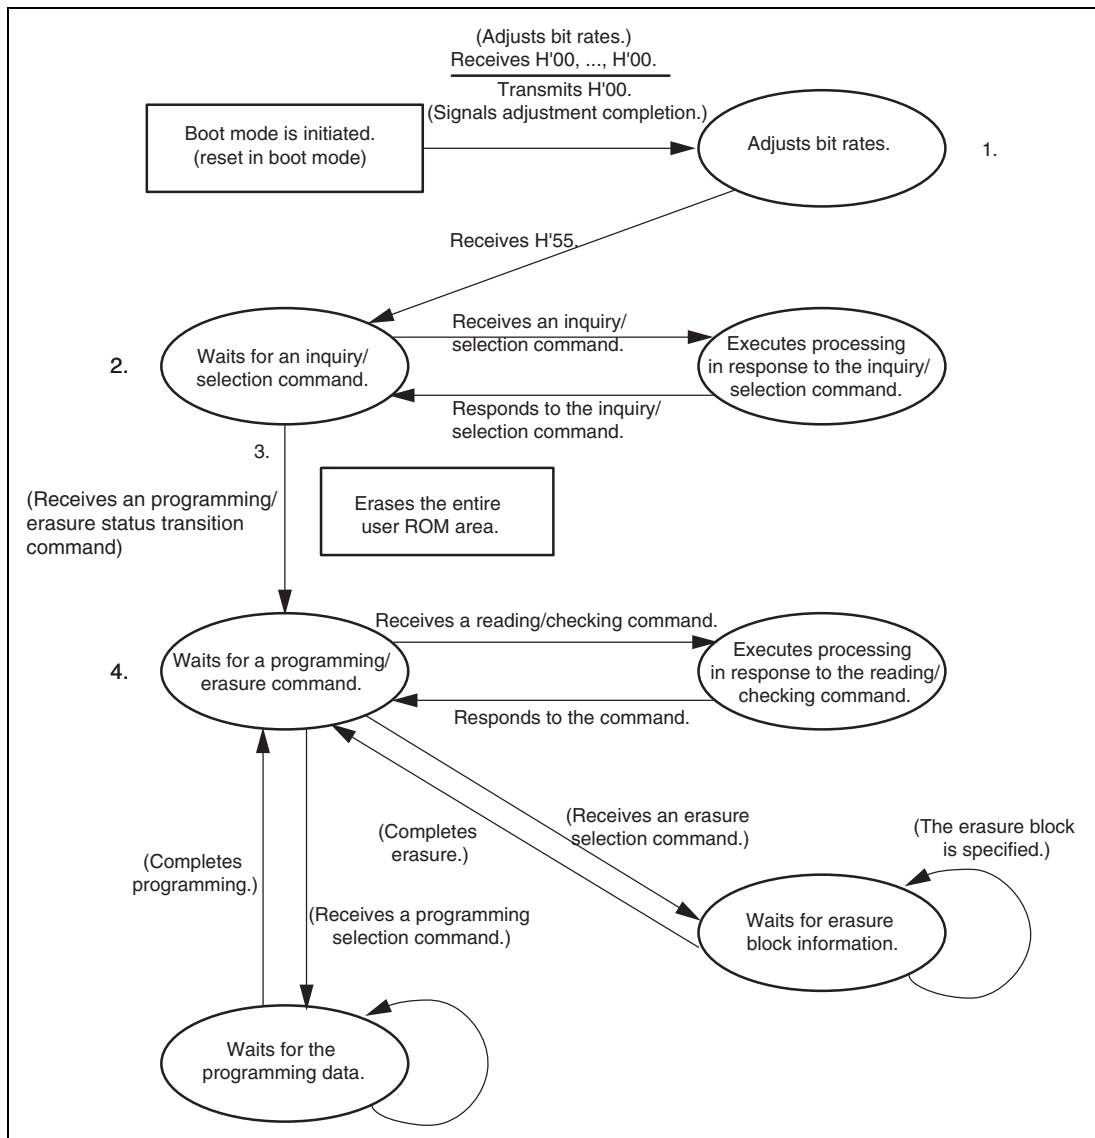 (Adjusts bit rates.)
Receives H'00, ..., H'00.
Transmits H'00.
(Signals adjustment completion.)
Boot mode is initiated.
(reset in boot mode)
Adjusts bit rates.
1.
Receives H'55.
2.
Waits for an inquiry/
selection command.
Receives an inquiry/
selection command.
Executes processing
in response to the inquiry/
selection command.
Responds to the inquiry/
selection command.
3.
(Receives an programming/
erasure status transition
command)
Erases the entire
user ROM area.
4.
Waits for a programming/
erasure command.
Receives a reading/checking command.
Executes processing
in response to the reading/
checking command.
Responds to the command.
(Completes
programming.)
(Receives a programming
selection command.)
(Completes
erasure.)
(Receives an erasure
selection command.)
(The erasure block
is specified.)
Waits for erasure
block information.
Waits for the
programming data.